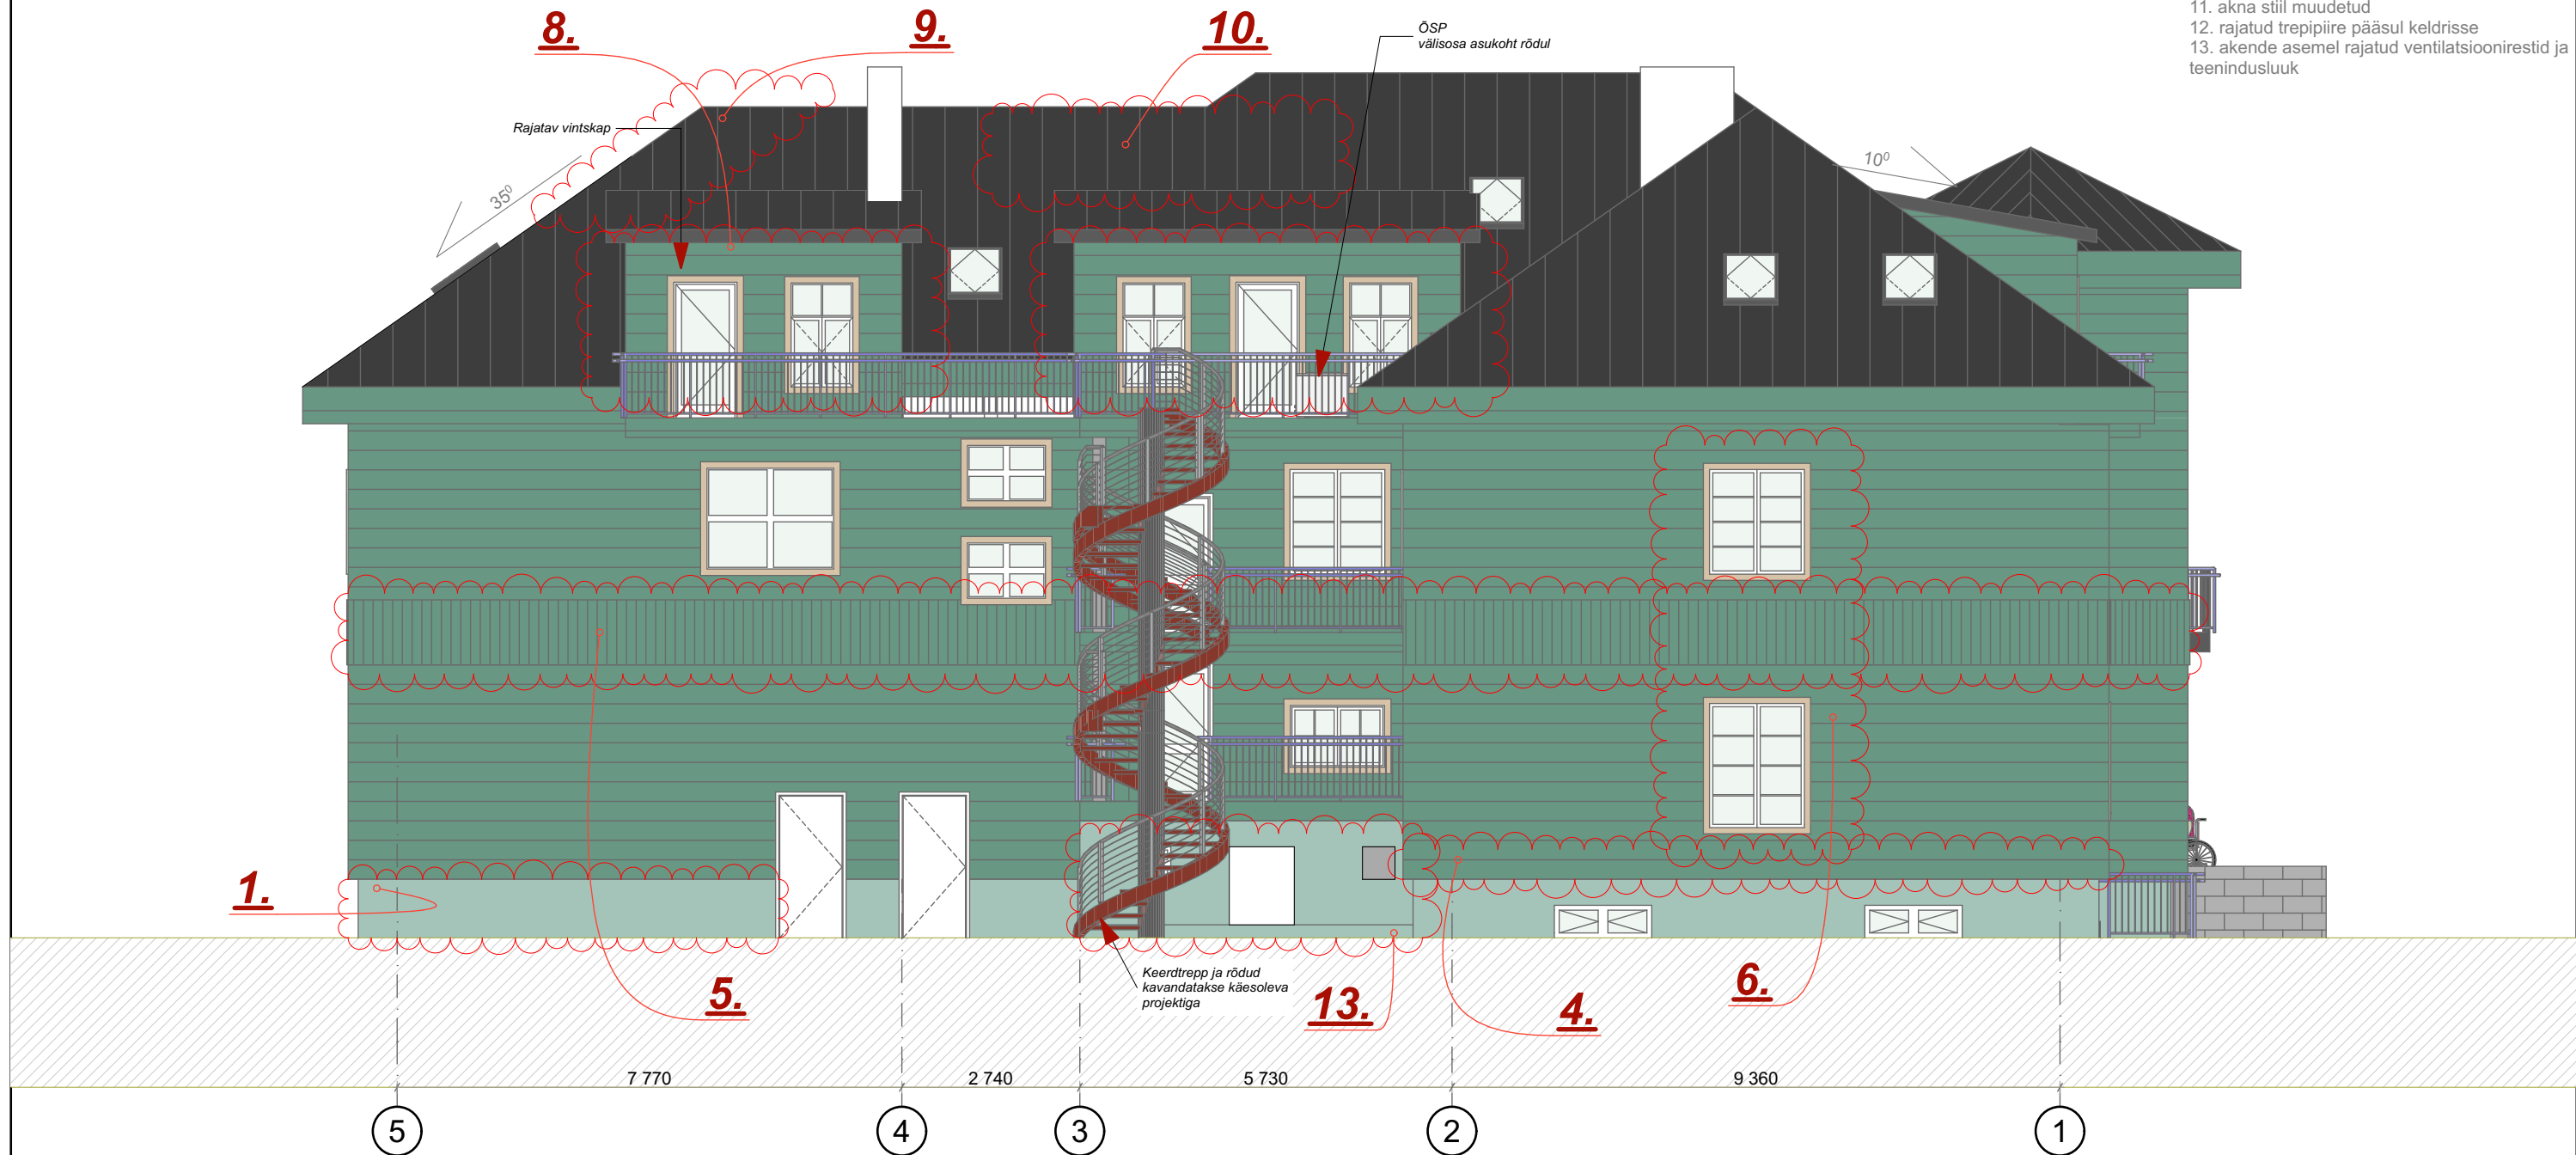 11. akna stiil muudetud
12. rajatud trepipiire pääsul keldrisse
13. akende asemel rajatud ventilatsioonirestid ja
teenindusluuk
8.
9.
10.
ÕSP
välisosa asukoht rõdul
Rajatav vintskap
35⁰
10⁰
1.
5.
Keerdtrepp ja rõdud
kavandatakse käesoleva
projektiga
13.
4.
6.
7 770
2 740
5 730
9 360
5
4
3
2
1